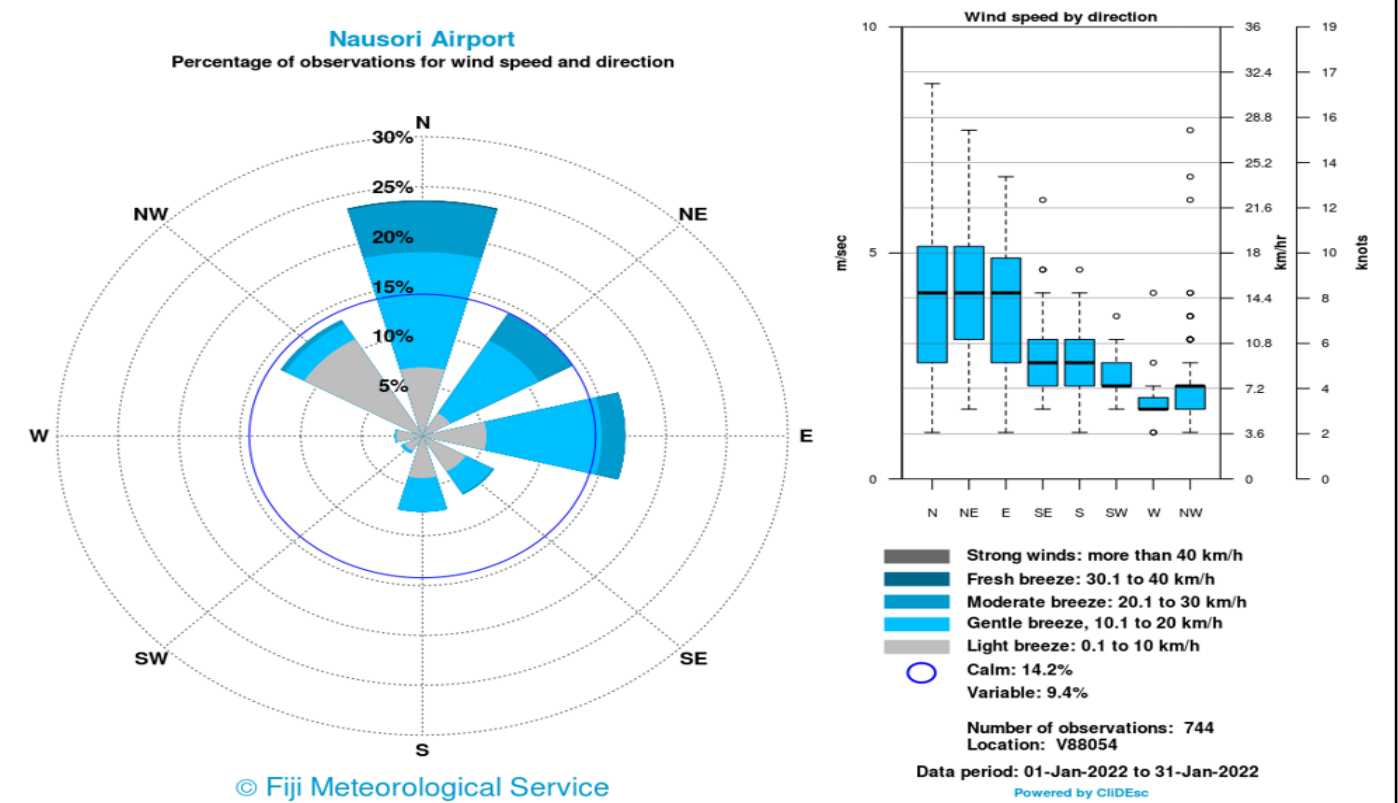 Nausori Airport
Percentage of observations for wind speed and direction
N
30%
25%
NW
NE
20%
15%
10%
5%
W
E
SW
SE
S
© Fiji Meteorological Service
Wind speed by direction
10
5
0
m/sec
36
32.4
28.8
25.2
21.6
18
14.4
10.8
7.2
3.6
0
km/hr
19
17
16
14
12
10
8
6
4
2
0
knots
N NE E SE S SW W NW
Strong winds: more than 40 km/h
Fresh breeze: 30.1 to 40 km/h
Moderate breeze: 20.1 to 30 km/h
Gentle breeze, 10.1 to 20 km/h
Light breeze: 0.1 to 10 km/h
Calm: 14.2%
Variable: 9.4%
Number of observations: 744
Location: V88054
Data period: 01-Jan-2022 to 31-Jan-2022
Powered by CliDEsc